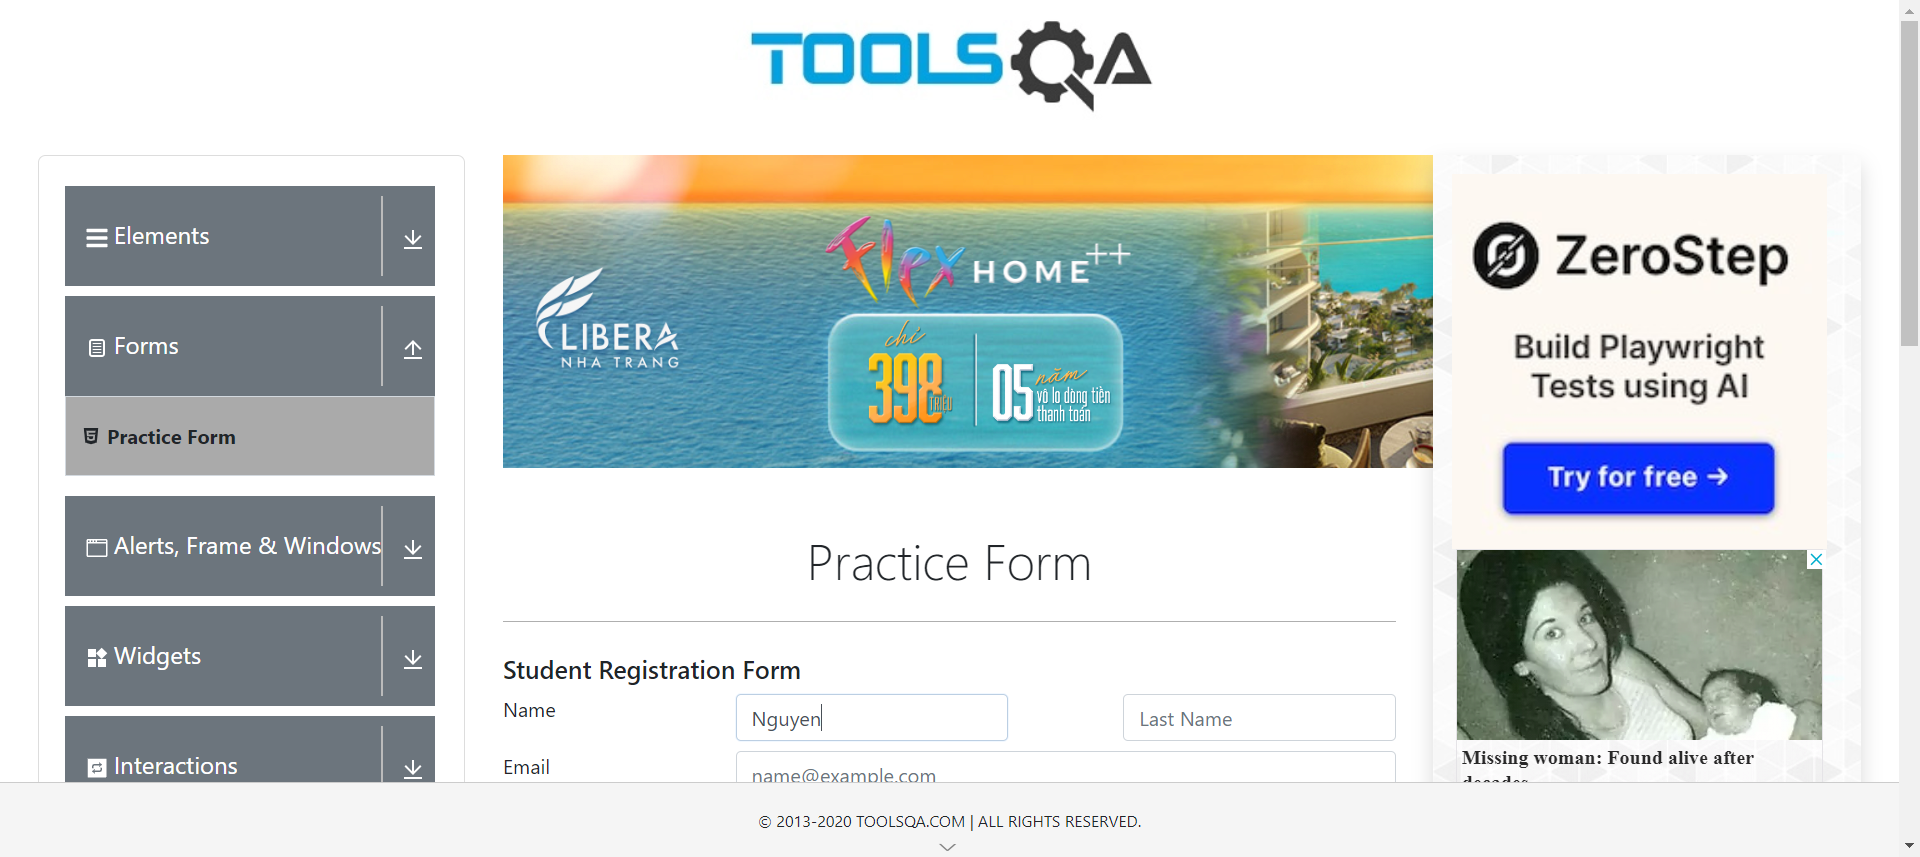 TOOLSQA
Elements
Forms
Practice Form
Alerts, Frame & Windows
Widgets
Interactions
LIBERA
NHA TRANG
Flex HOME++
chỉ
398
TRIỆU
05 năm
vô lo dòng tiền
thanh toán
Practice Form
Student Registration Form
Name
Nguyen
Last Name
Email
name@example.com
ZeroStep
Build Playwright
Tests using AI
Try for free →
Missing woman: Found alive after
decades
© 2013-2020 TOOLSQA.COM | ALL RIGHTS RESERVED.